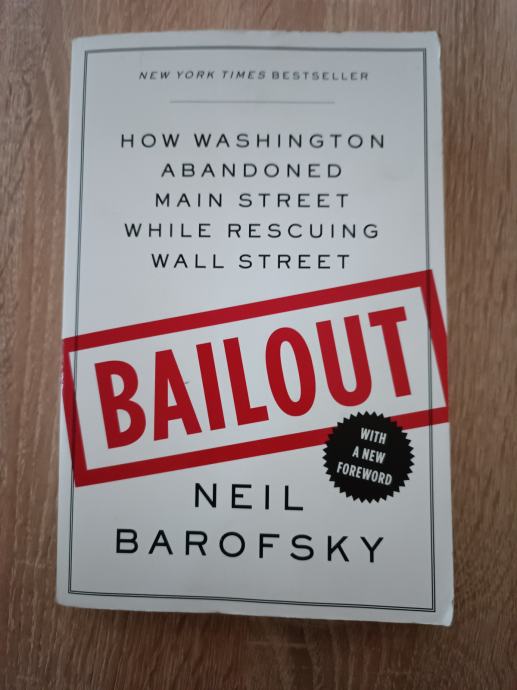 NEW YORK TIMES BESTSELLER
HOW WASHINGTON
ABANDONED
MAIN STREET
WHILE RESCUING
WALL STREET
BAILOUT
WITH
A NEW
FOREWORD
NEIL
BAROFSKY